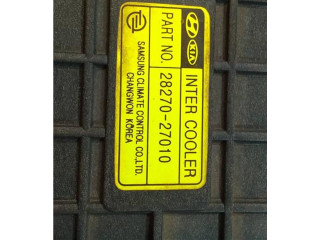 KIA
INTER COOLER
PART NO. 28270-27010
SAMSUNG CLIMATE CONTROL CO.,LTD.
CHANGWON KOREA